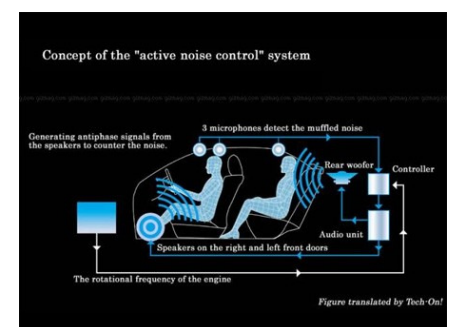 Concept of the "active noise control" system
3 microphones detect the muffled noise
Generating antiphase signals from
the speakers to counter the noise.
Rear woofer
Controller
Audio unit
Speakers on the right and left front doors
The rotational frequency of the engine
Figure translated by Tech-On!